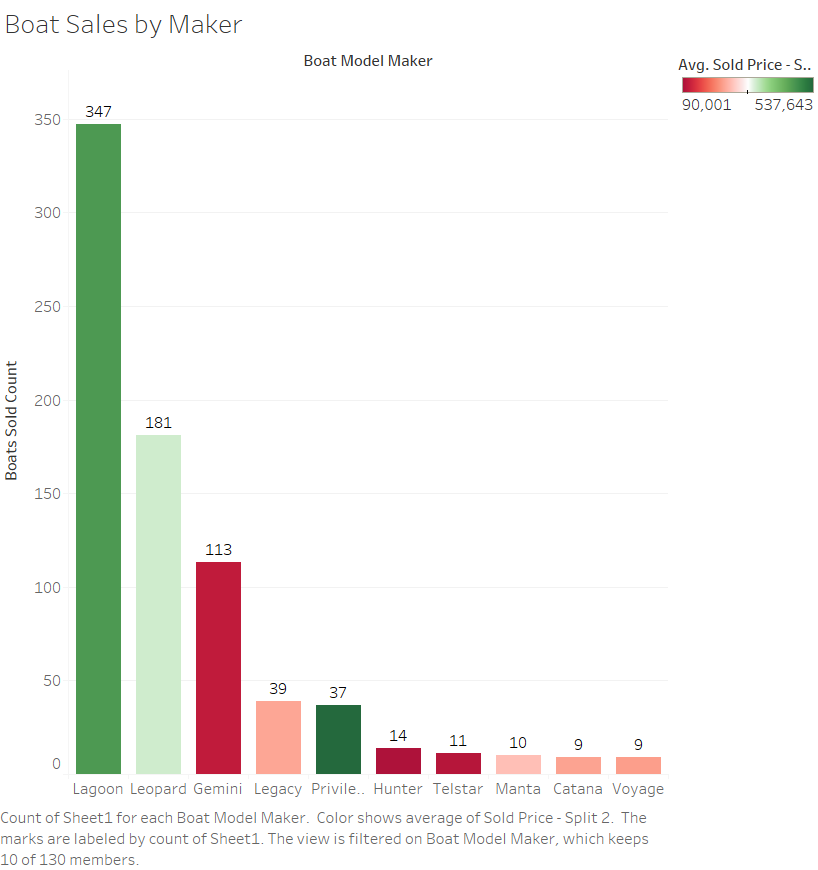 Boat Sales by Maker
Boat Model Maker
Avg. Sold Price - S..
90,001 537,643
Boats Sold Count
350
300
250
200
150
100
50
0
347
181
113
39
37
14
11
10
9
9
Lagoon Leopard Gemini Legacy Privile.. Hunter Telstar Manta Catana Voyage
Count of Sheet1 for each Boat Model Maker. Color shows average of Sold Price - Split 2. The
marks are labeled by count of Sheet1. The view is filtered on Boat Model Maker, which keeps
10 of 130 members.